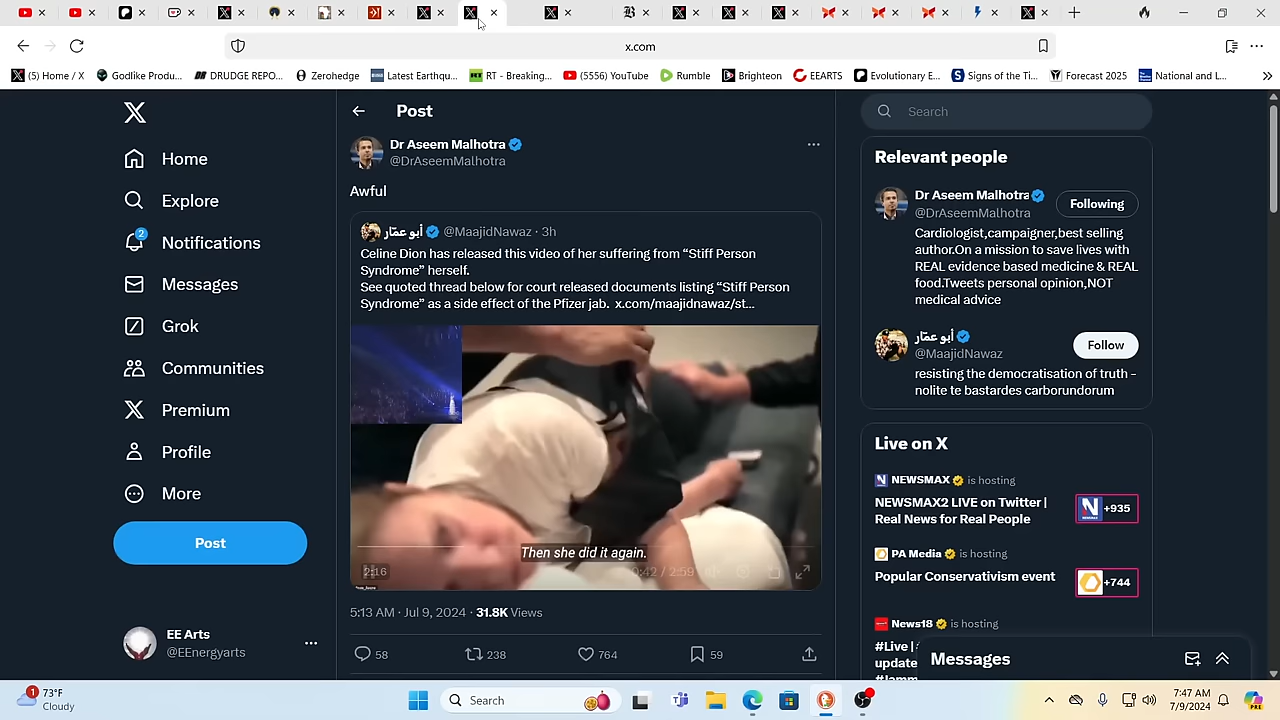 x.com
(5) Home / X
Godlike Produ...
DRUDGE REPO...
Zerohedge
Latest Earthqu...
RT - Breaking...
(5556) YouTube
Rumble
Brighteon
EEARTS
Evolutionary E...
Signs of the Ti...
Forecast 2025
National and L...
Home
Explore
2
Notifications
Messages
Grok
Communities
Premium
Profile
More
Post
EE Arts
@EEnergyarts
Post
Dr Aseem Malhotra
@DrAseemMalhotra
Awful
أبو عمّار @MaajidNawaz · 3h
Celine Dion has released this video of her suffering from “Stiff Person
Syndrome” herself.
See quoted thread below for court released documents listing “Stiff Person
Syndrome” as a side effect of the Pfizer jab. x.com/maajidnawaz/st...
Then she did it again.
2:16
0:42 / 2:59
5:13 AM · Jul 9, 2024 · 31.8K Views
58
238
764
59
Search
Relevant people
Dr Aseem Malhotra
@DrAseemMalhotra
Following
Cardiologist,campaigner,best selling
author.On a mission to save lives with
REAL evidence based medicine & REAL
food.Tweets personal opinion,NOT
medical advice
أبو عمّار
@MaajidNawaz
Follow
resisting the democratisation of truth -
nolite te bastardes carborundorum
Live on X
NEWSMAX is hosting
NEWSMAX2 LIVE on Twitter |
Real News for Real People
+935
PA Media is hosting
Popular Conservativism event
+744
News18 is hosting
#Live |
update
Messages
1
73°F
Cloudy
Search
7:47 AM
7/9/2024